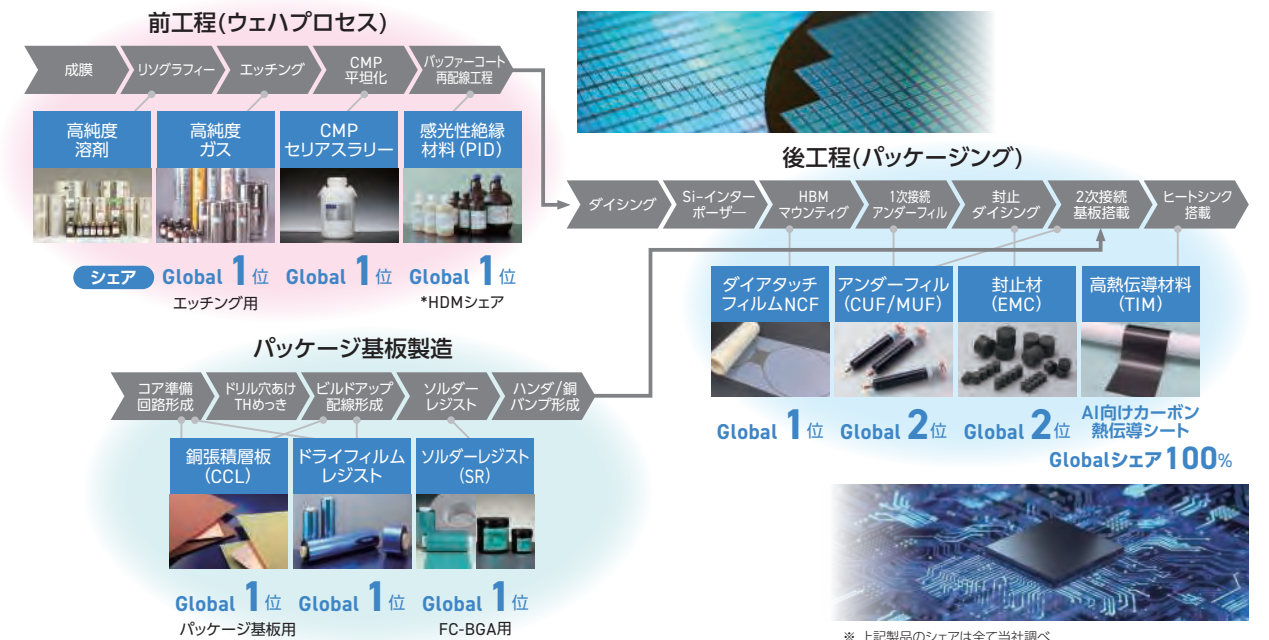 前工程(ウェハプロセス)
成膜
リソグラフィー
エッチング
CMP
平坦化
バッファーコート
再配線工程
高純度
溶剤
高純度
ガス
CMP
セリアスラリー
感光性絶縁
材料(PID)
シェア
Global 1位
エッチング用
Global 1位
Global 1位
*HDMシェア
後工程(パッケージング)
ダイシング
Si-インター
ポーザー
HBM
マウンティグ
1次接続
アンダーフィル
封止
ダイシング
2次接続
基板搭載
ヒートシンク
搭載
ダイアタッチ
フィルムNCF
アンダーフィル
(CUF/MUF)
封止材
(EMC)
高熱伝導材料
(TIM)
Global 1位
Global 2位
Global 2位
AI向けカーボン
熱伝導シート
Globalシェア100%
パッケージ基板製造
コア準備
回路形成
ドリル穴あけ
THめっき
ビルドアップ
配線形成
ソルダー
レジスト
ハンダ/銅
バンプ形成
銅張積層板
(CCL)
ドライフィルム
レジスト
ソルダーレジスト
(SR)
Global 1位
パッケージ基板用
Global 1位
Global 1位
FC-BGA用
※ 上記製品のシェアは全て当社調べ